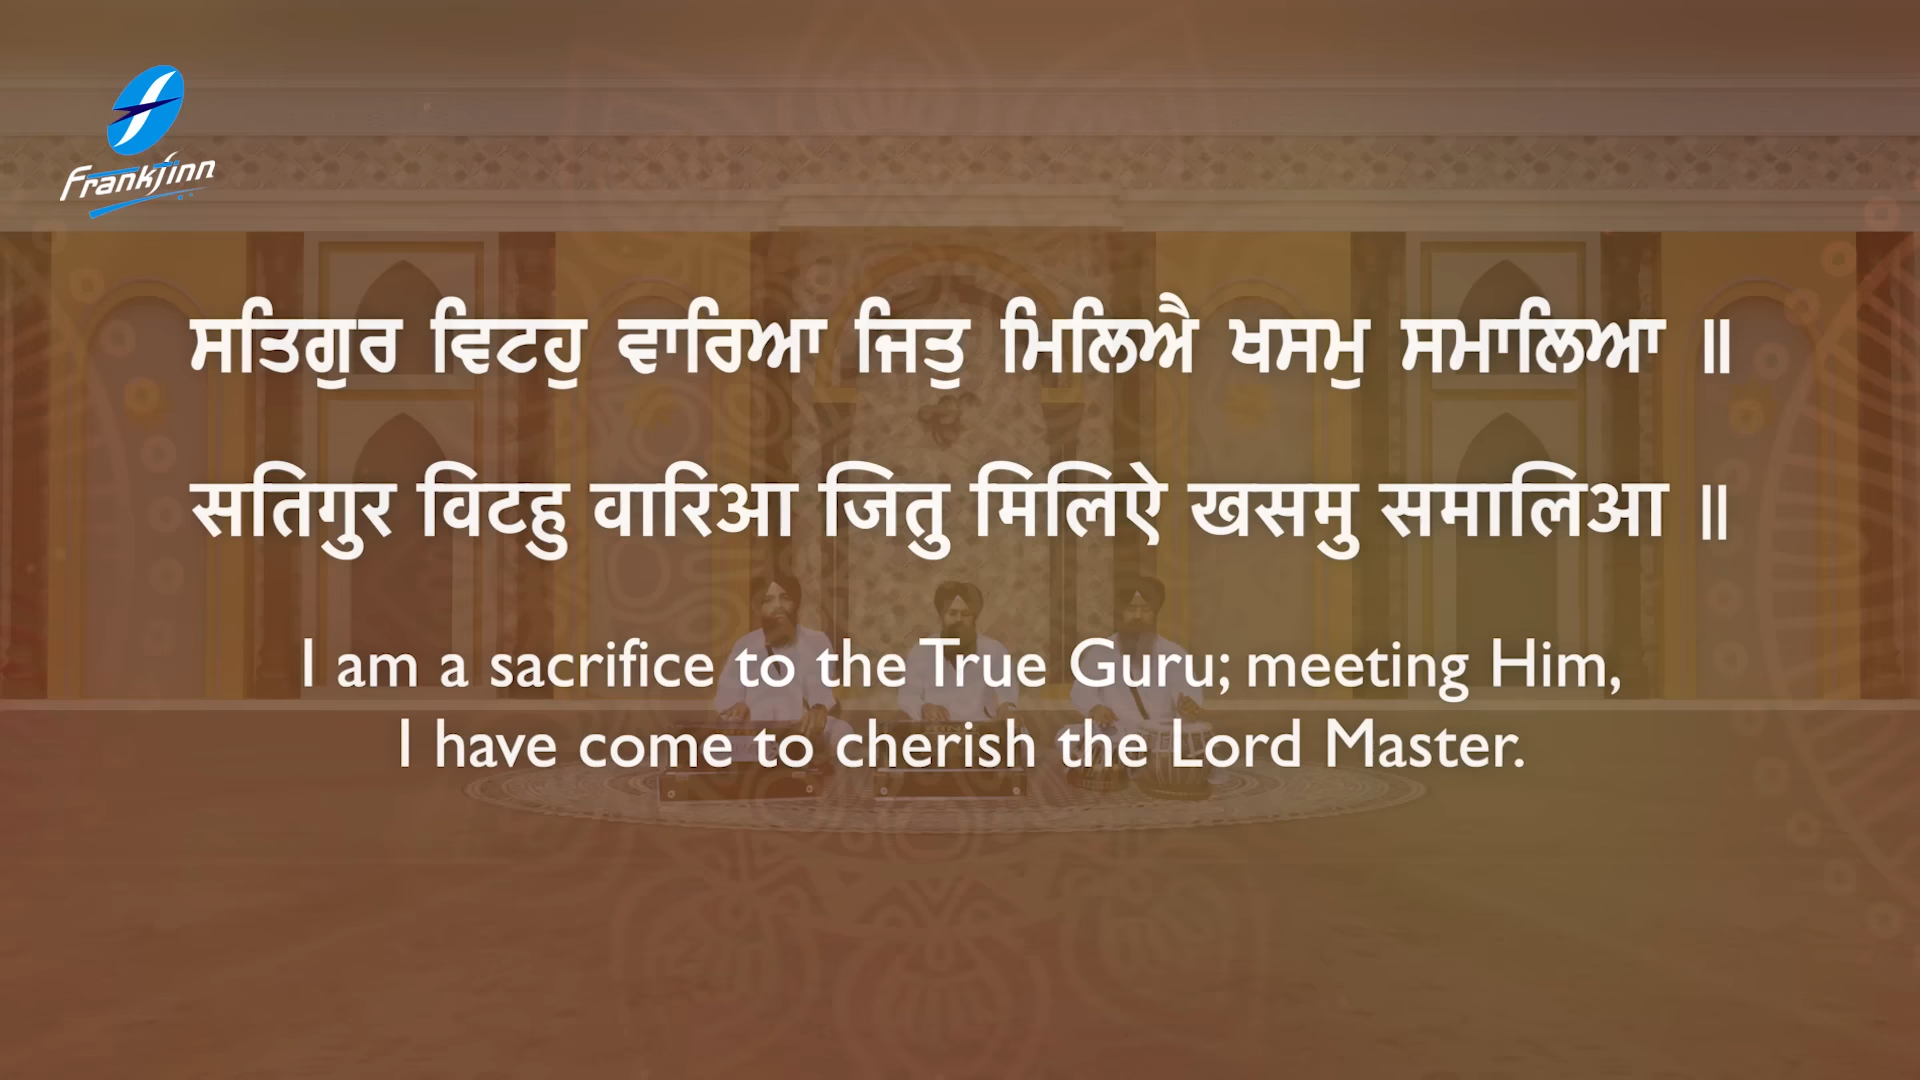 Frankfinn
ਸਤਿਗੁਰ ਵਿਟਹੁ ਵਾਰਿਆ ਜਿਤੁ ਮਿਲਿਐ ਖਸਮੁ ਸਮਾਲਿਆ ॥
सतिगुर विटहु वारिआ जितु मिलिऐ खसमु समालिआ ॥
I am a sacrifice to the True Guru; meeting Him,
I have come to cherish the Lord Master.